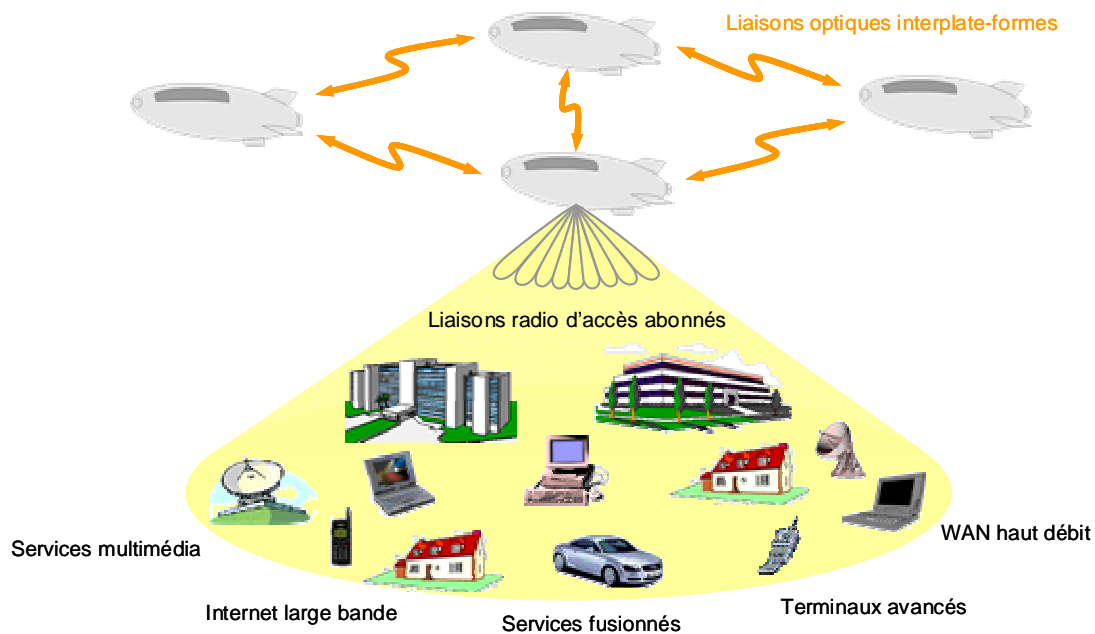 Liaisons optiques interplate-formes
Liaisons radio d'accès abonnés
Services multimédia
WAN haut débit
Internet large bande
Terminaux avancés
Services fusionnés